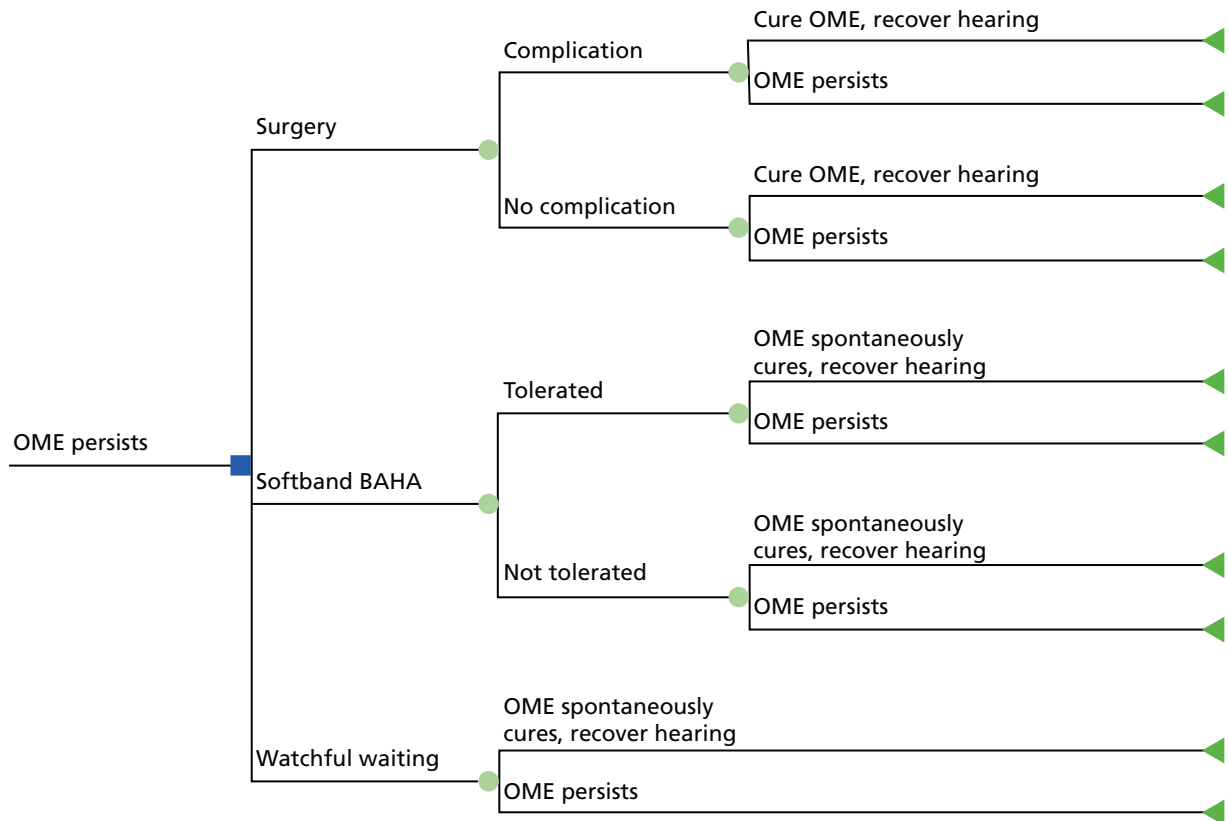 Cure OME, recover hearing
Complication
OME persists
Surgery
Cure OME, recover hearing
No complication
OME persists
OME spontaneously
cures, recover hearing
Tolerated
OME persists
OME persists
Softband BAHA
OME spontaneously
cures, recover hearing
Not tolerated
OME persists
OME spontaneously
cures, recover hearing
Watchful waiting
OME persists